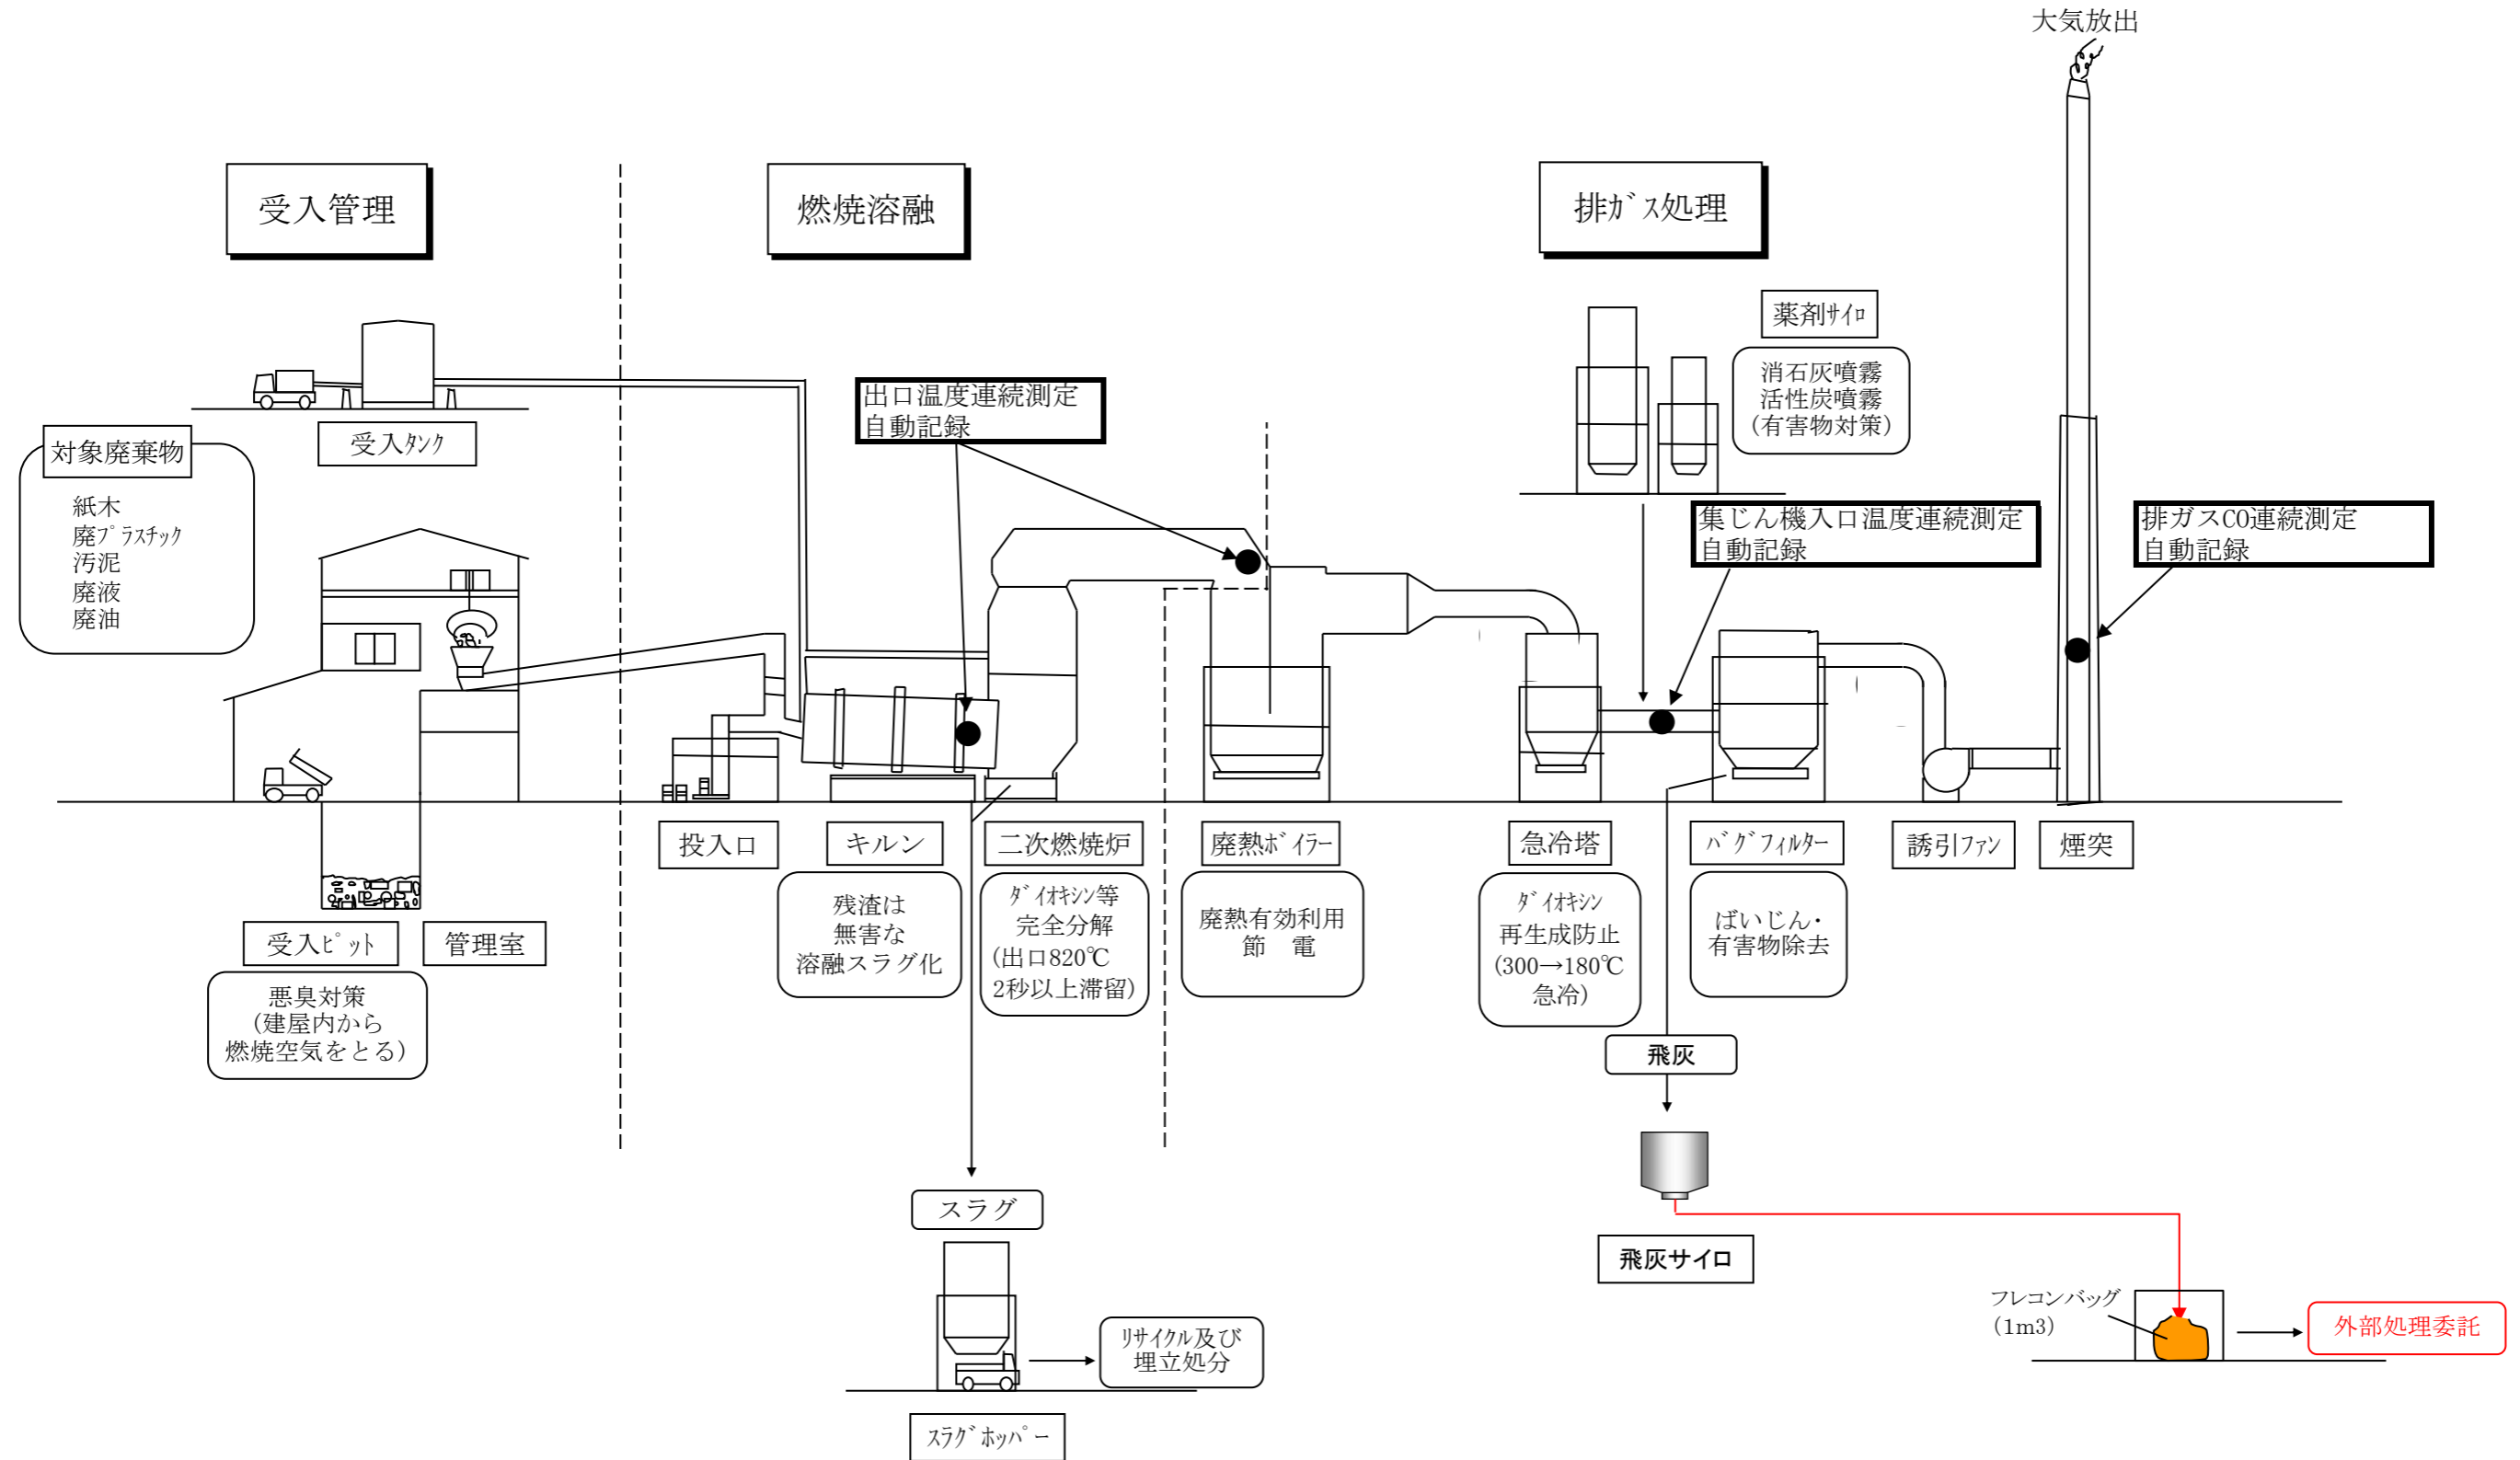 大気放出
受入管理
燃焼溶融
排ガス処理
薬剤サイロ
消石灰噴霧
活性炭噴霧
(有害物対策)
出口温度連続測定
自動記録
受入タンク
対象廃棄物
紙木
廃プラスチック
汚泥
廃液
廃油
集じん機入口温度連続測定
自動記録
排ガスCO連続測定
自動記録
投入口
キルン
二次燃焼炉
廃熱ボイラー
急冷塔
バグフィルター
誘引ファン
煙突
残渣は
無害な
溶融スラグ化
ダイオキシン等
完全分解
(出口820℃
2秒以上滞留)
廃熱有効利用
節 電
ダイオキシン
再生成防止
(300→180℃
急冷)
ばいじん・
有害物除去
受入ピット
管理室
悪臭対策
(建屋内から
燃焼空気をとる)
飛灰
スラグ
飛灰サイロ
フレコンバッグ
(1m3)
外部処理委託
リサイクル及び
埋立処分
スラグホッパー